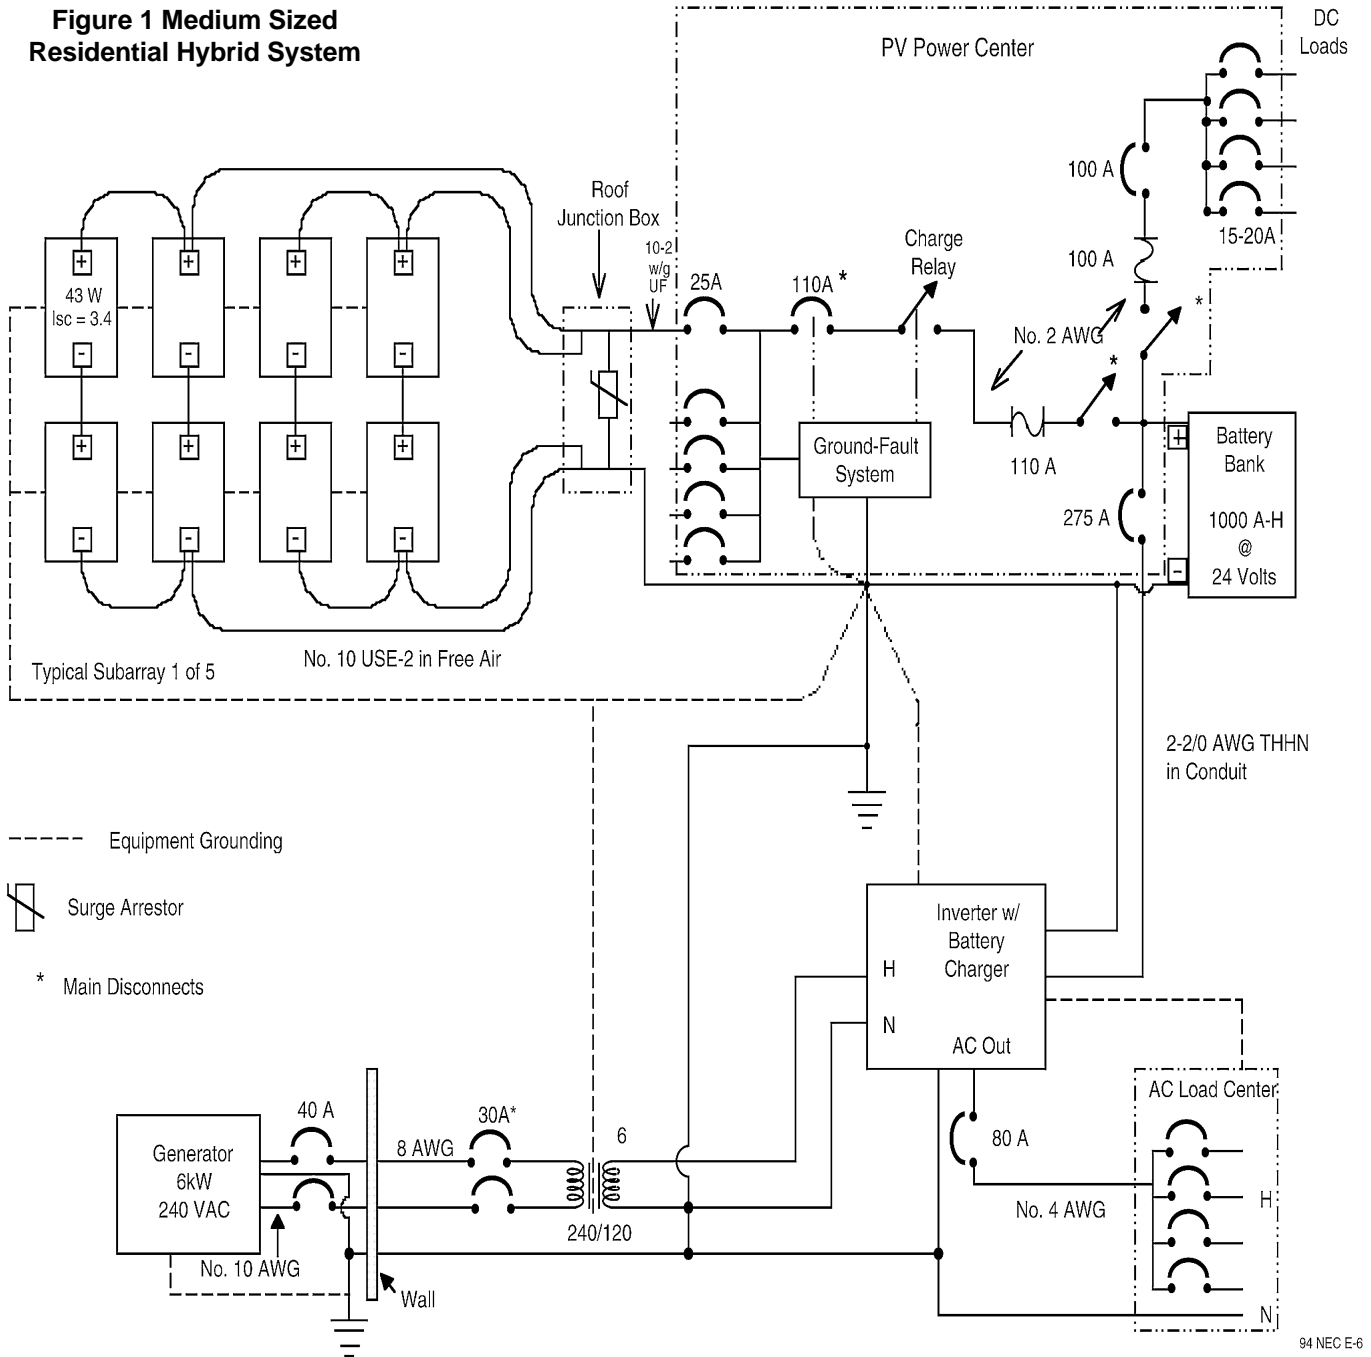 Figure 1 Medium Sized
Residential Hybrid System
PV Power Center
DC
Loads
100 A
100 A
15-20A
Roof
Junction Box
10-2
w/g
UF
25A
110A *
Charge
Relay
No. 2 AWG
*
*
+
+
+
+
43 W
Isc = 3.4
-
-
-
-
+
+
+
+
-
-
-
-
Ground-Fault
System
110 A
275 A
+
-
Battery
Bank
1000 A-H
@
24 Volts
Typical Subarray 1 of 5
No. 10 USE-2 in Free Air
2-2/0 AWG THHN
in Conduit
Equipment Grounding
Surge Arrestor
* Main Disconnects
Inverter w/
Battery
Charger
H
N
AC Out
AC Load Center
80 A
No. 4 AWG
H
N
Generator
6kW
240 VAC
40 A
8 AWG
30A*
6
240/120
No. 10 AWG
Wall
94 NEC E-6